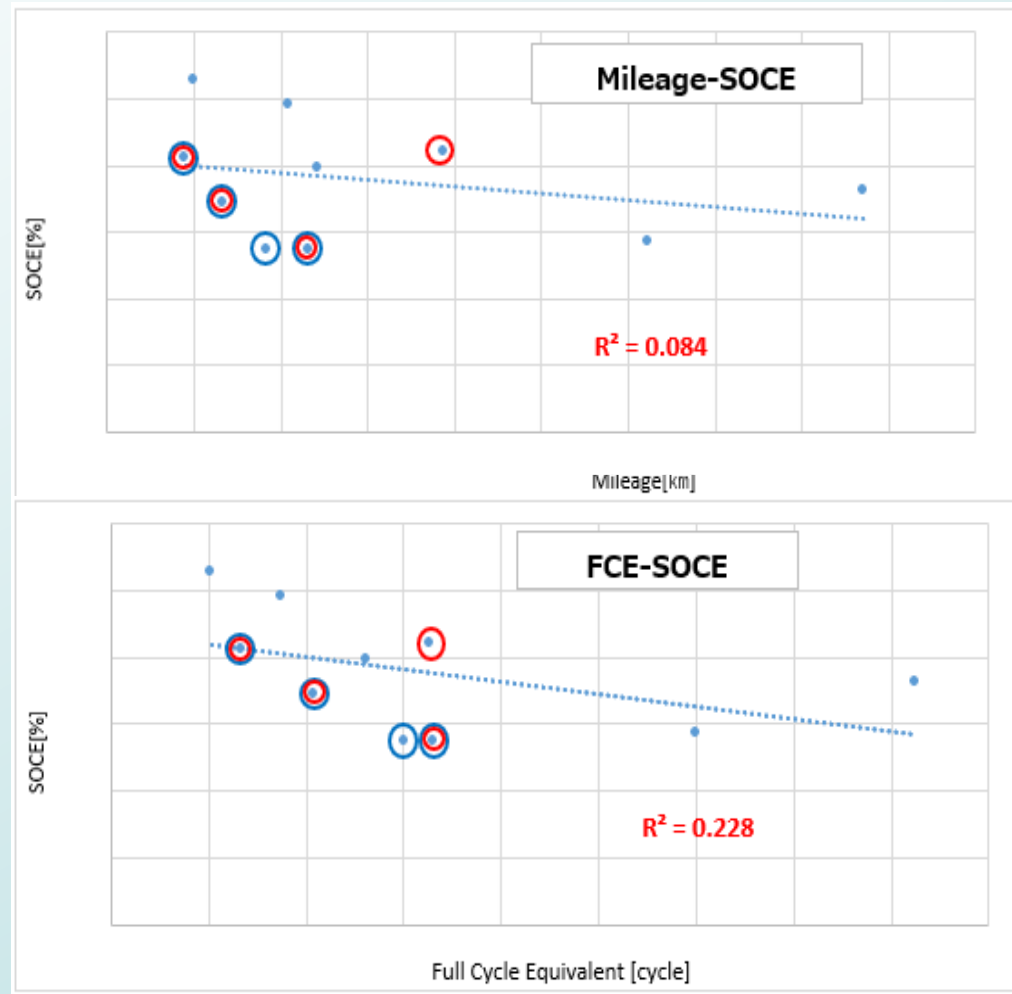 Mileage-SOCE
SOCE[%]
R² = 0.084
Mileage[km]
FCE-SOCE
SOCE[%]
R² = 0.228
Full Cycle Equivalent [cycle]